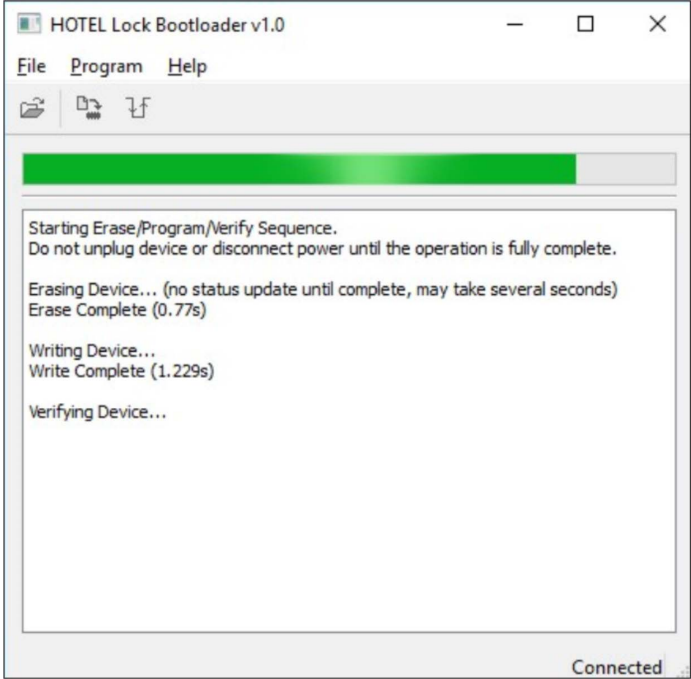 HOTEL Lock Bootloader v1.0
File Program Help
Starting Erase/Program/Verify Sequence.
Do not unplug device or disconnect power until the operation is fully complete.
Erasing Device... (no status update until complete, may take several seconds)
Erase Complete (0.77s)
Writing Device...
Write Complete (1.229s)
Verifying Device...
Connected